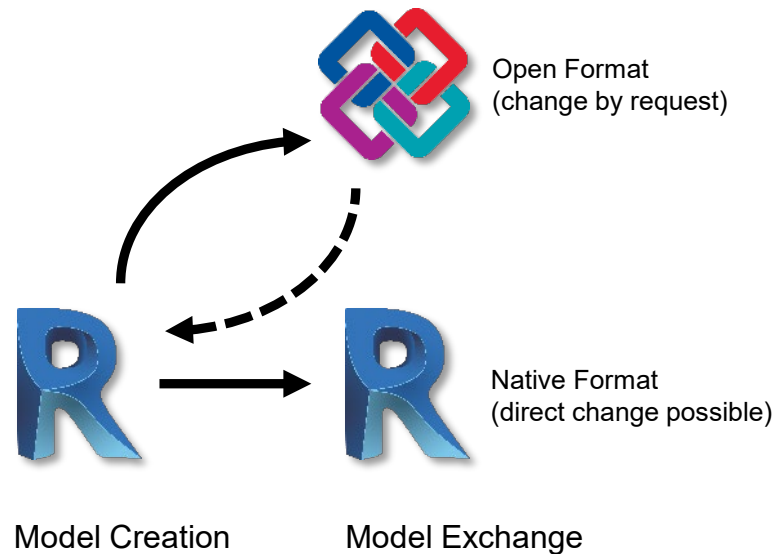 Open Format
(change by request)
Native Format
(direct change possible)
Model Creation
Model Exchange